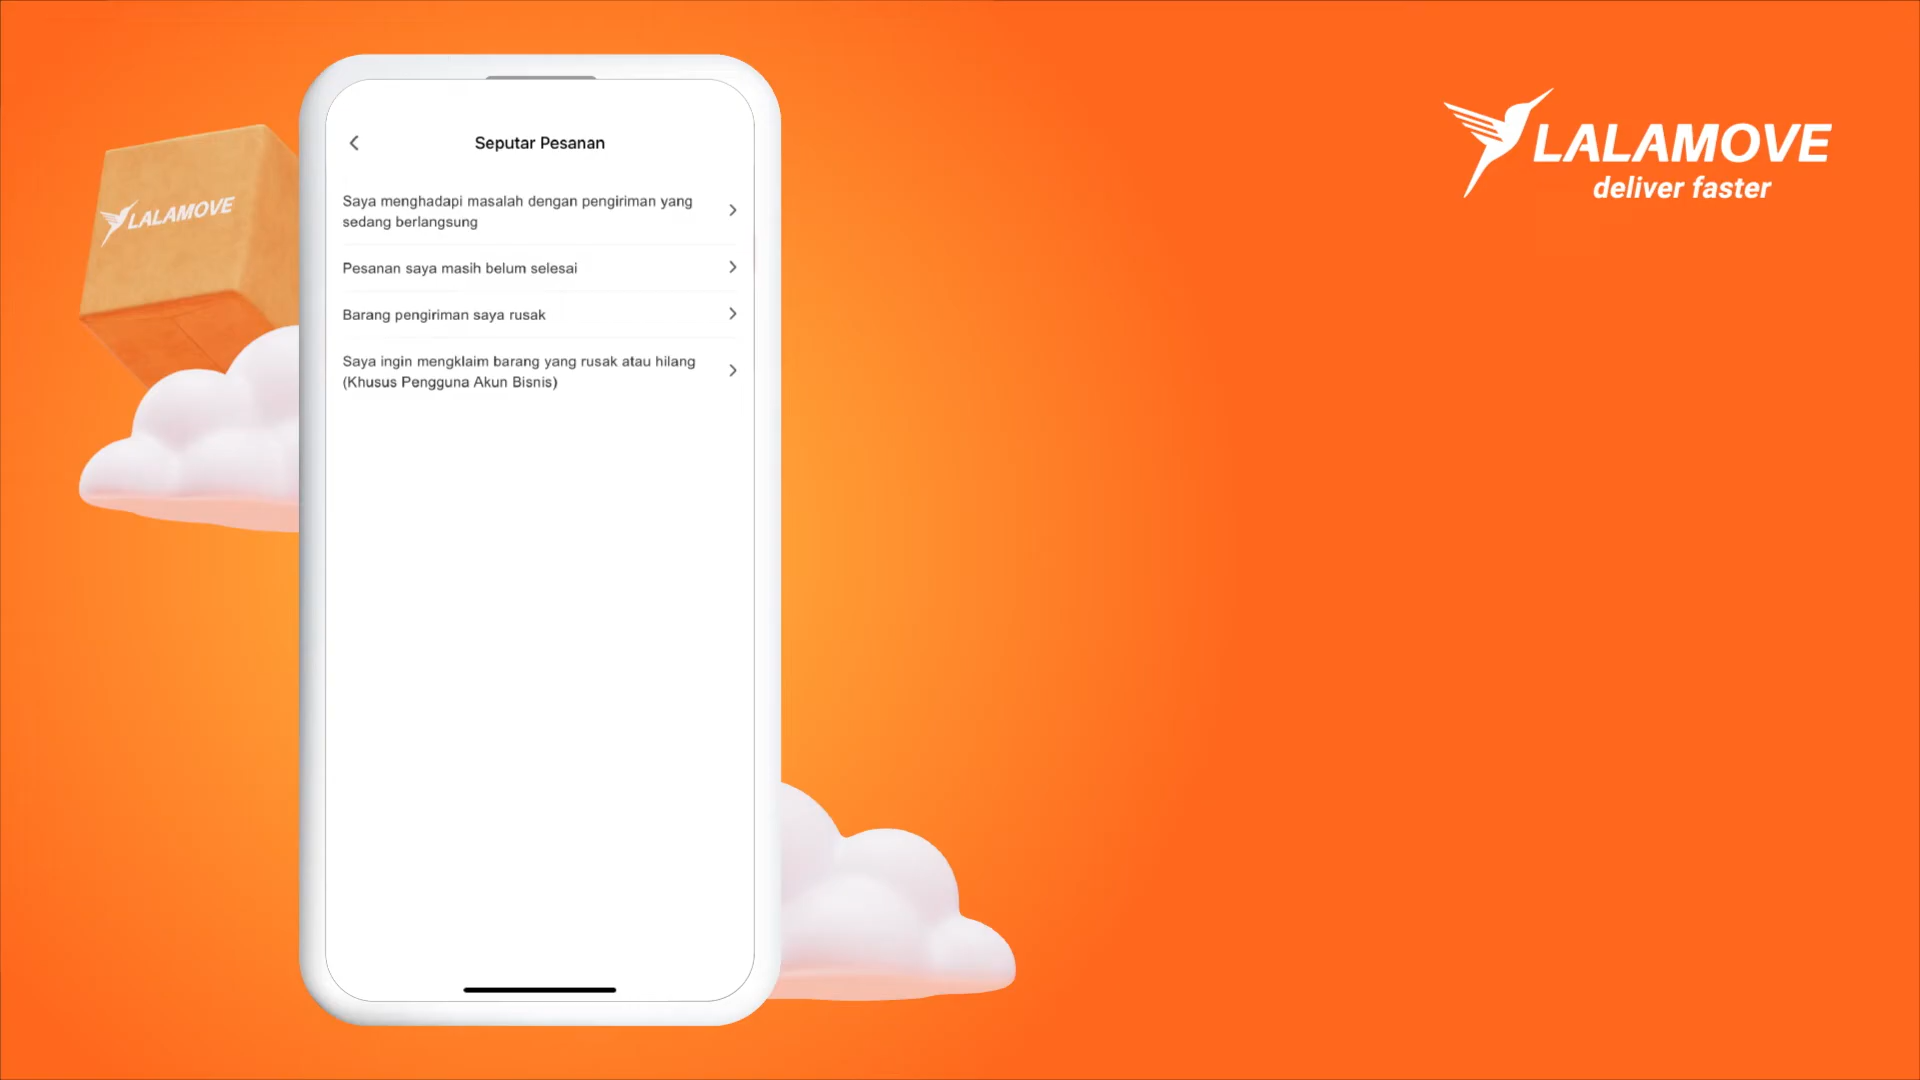 LALAMOVE
deliver faster
LALAMOVE
Seputar Pesanan
Saya menghadapi masalah dengan pengiriman yang
sedang berlangsung
Pesanan saya masih belum selesai
Barang pengiriman saya rusak
Saya ingin mengklaim barang yang rusak atau hilang
(Khusus Pengguna Akun Bisnis)